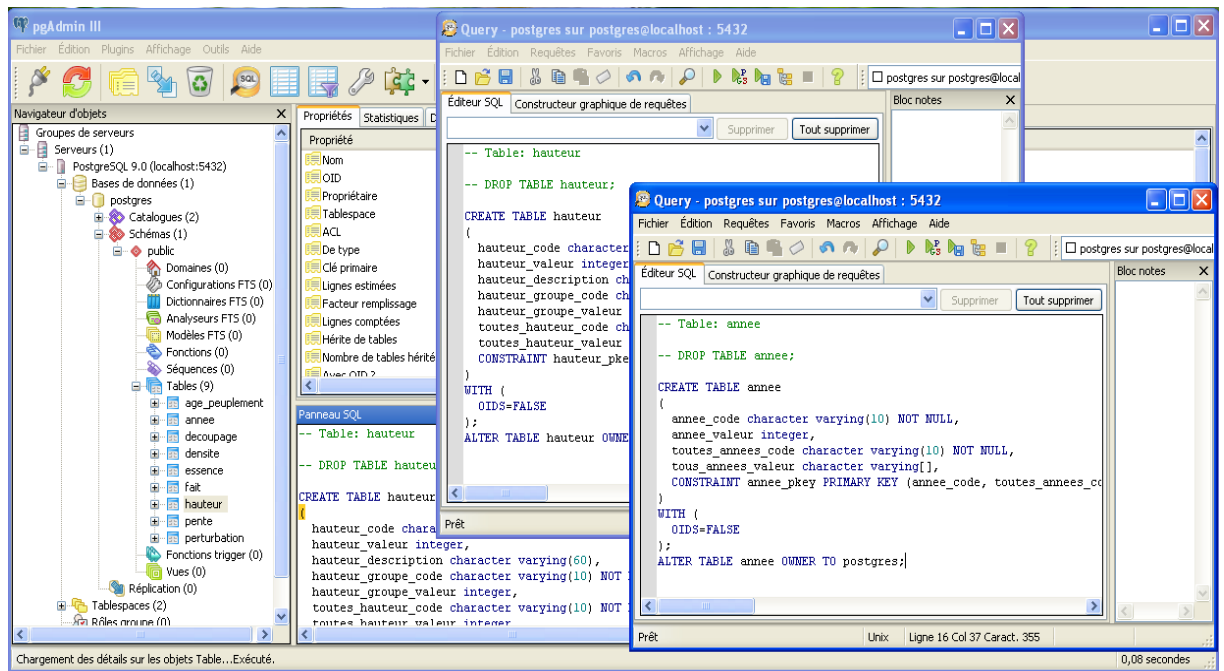 pgAdmin III
Fichier Édition Plugins Affichage Outils Aide
SQL
Navigateur d'objets X
Groupes de serveurs
Serveurs (1)
PostgreSQL 9.0 (localhost:5432)
Bases de données (1)
postgres
Catalogues (2)
Schémas (1)
public
Domaines (0)
Configurations FTS (0)
Dictionnaires FTS (0)
Analyseurs FTS (0)
Modèles FTS (0)
Fonctions (0)
Séquences (0)
Tables (9)
age_peuplement
annee
decoupage
densite
essence
fait
hauteur
pente
perturbation
Fonctions trigger (0)
Vues (0)
Réplication (0)
Tablespaces (2)
Rôles groupe (0)
Propriétés Statistiques D
Propriété
Nom
OID
Propriétaire
Tablespace
ACL
De type
Clé primaire
Lignes estimées
Facteur remplissage
Lignes comptées
Hérite de tables
Nombre de tables hérité
Avec OID ?
Panneau SQL
-- Table: hauteur
-- DROP TABLE hauteu
CREATE TABLE hauteur
(
hauteur_code chara
hauteur_valeur integer,
hauteur_description character varying(60),
hauteur_groupe_code character varying(10) NOT
hauteur_groupe_valeur integer,
toutes_hauteur_code character varying(10) NOT
toutes_hauteur_valeur integer
Query - postgres sur postgres@localhost : 5432
Fichier Édition Requêtes Favoris Macros Affichage Aide
postgres sur postgres@local
Éditeur SQL Constructeur graphique de requêtes
Bloc notes X
Supprimer Tout supprimer
-- Table: hauteur
-- DROP TABLE hauteur;
CREATE TABLE hauteur
(
hauteur_code character
hauteur_valeur integer
hauteur_description ch
hauteur_groupe_code ch
hauteur_groupe_valeur
toutes_hauteur_code ch
toutes_hauteur_valeur
CONSTRAINT hauteur_pke
)
WITH (
OIDS=FALSE
);
ALTER TABLE hauteur OWNE
Prêt
Query - postgres sur postgres@localhost : 5432
Fichier Édition Requêtes Favoris Macros Affichage Aide
postgres sur postgres@local
Éditeur SQL Constructeur graphique de requêtes
Bloc notes X
Supprimer Tout supprimer
-- Table: annee
-- DROP TABLE annee;
CREATE TABLE annee
(
annee_code character varying(10) NOT NULL,
annee_valeur integer,
toutes_annees_code character varying(10) NOT NULL,
tous_annees_valeur character varying[],
CONSTRAINT annee_pkey PRIMARY KEY (annee_code, toutes_annees_co
)
WITH (
OIDS=FALSE
);
ALTER TABLE annee OWNER TO postgres;
Prêt Unix Ligne 16 Col 37 Caract. 355
Chargement des détails sur les objets Table...Exécuté. 0,08 secondes